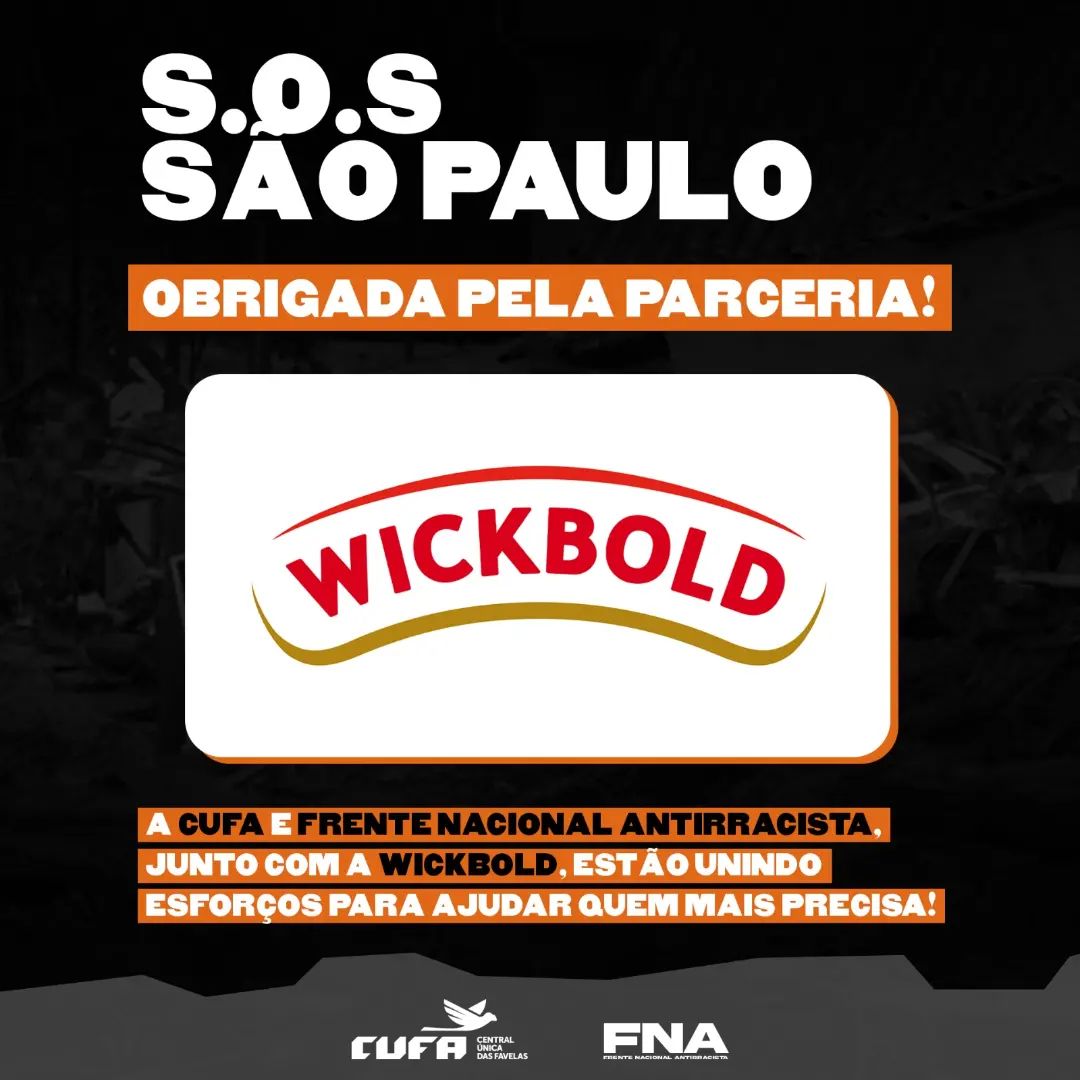 S.O.S
SÃO PAULO
OBRIGADA PELA PARCERIA!
WICKBOLD
A CUFA E FRENTE NACIONAL ANTIRRACISTA,
JUNTO COM A WICKBOLD, ESTÃO UNINDO
ESFORÇOS PARA AJUDAR QUEM MAIS PRECISA!
CUFA
CENTRAL
ÚNICA
DAS FAVELAS
FNA
FRENTE NACIONAL ANTIRRACISTA